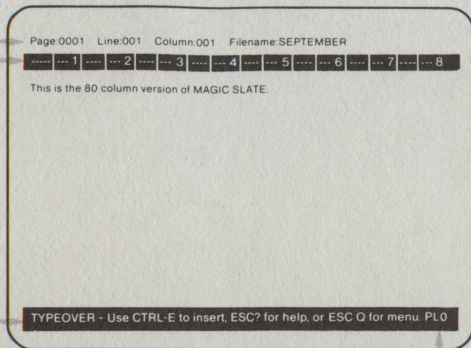 Page:0001 Line:001 Column:001 Filename:SEPTEMBER
---- --- 1 ---- --- 2 ---- --- 3 ---- --- 4 ---- --- 5 ---- --- 6 ---- --- 7 ---- --- 8
This is the 80 column version of MAGIC SLATE.
TYPEOVER - Use CTRL-E to insert, ESC? for help, or ESC Q for menu. PL0